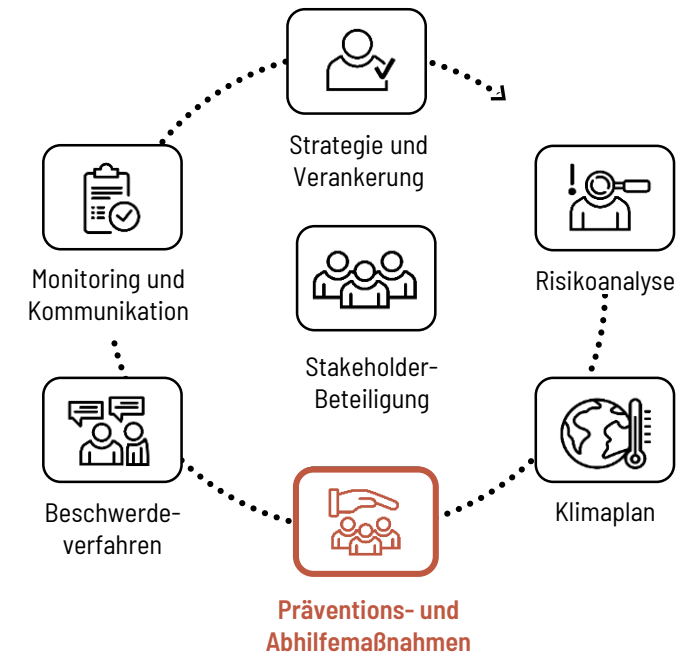 Strategie und
Verankerung
Risikoanalyse
Klimaplan
Präventions- und
Abhilfemaßnahmen
Beschwerde-
verfahren
Monitoring und
Kommunikation
Stakeholder-
Beteiligung